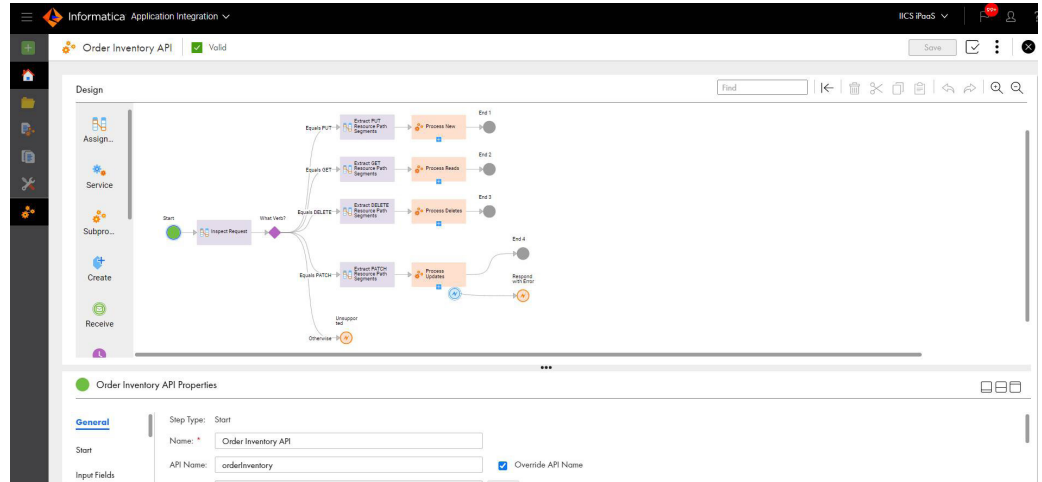 Informatica Application Integration
IICS iPaaS
99+
Order Inventory API
Valid
Save
Design
Find
Assign...
Service
Subpro...
Create
Receive
Start
Inspect Request
What Verb?
Equals PUT
Extract PUT
Resource Path
Segments
Process New
End 1
Equals GET
Extract GET
Resource Path
Segments
Process Reads
End 2
Equals DELETE
Extract DELETE
Resource Path
Segments
Process Deletes
End 3
Equals PATCH
Extract PATCH
Resource Path
Segments
Process
Updates
End 4
Respond
with Error
Unsuppor
ted
Otherwise
Order Inventory API Properties
General
Start
Input Fields
Step Type: Start
Name: * Order Inventory API
API Name: orderInventory
Override API Name